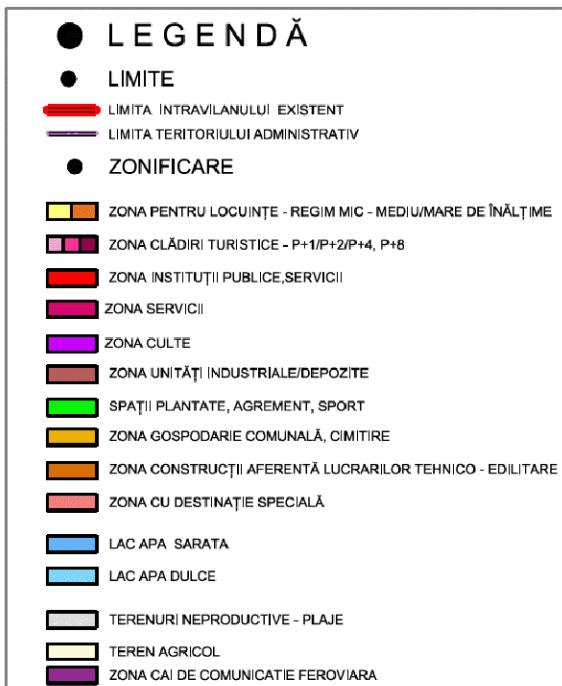 LEGENDĂ
LIMITE
LIMITA INTRAVILANULUI EXISTENT
LIMITA TERITORIULUI ADMINISTRATIV
ZONIFICARE
ZONA PENTRU LOCUINȚE - REGIM MIC - MEDIU/MARE DE ÎNĂLȚIME
ZONA CLĂDIRI TURISTICE - P+1/P+2/P+4, P+8
ZONA INSTITUȚII PUBLICE,SERVICII
ZONA SERVICII
ZONA CULTE
ZONA UNITĂȚI INDUSTRIALE/DEPOZITE
SPAȚII PLANTATE, AGREMENT, SPORT
ZONA GOSPODARIE COMUNALĂ, CIMITIRE
ZONA CONSTRUCȚII AFERENTĂ LUCRARILOR TEHNICO - EDILITARE
ZONA CU DESTINAȚIE SPECIALĂ
LAC APA SARATA
LAC APA DULCE
TERENURI NEPRODUCTIVE - PLAJE
TEREN AGRICOL
ZONA CAI DE COMUNICATIE FEROVIARA